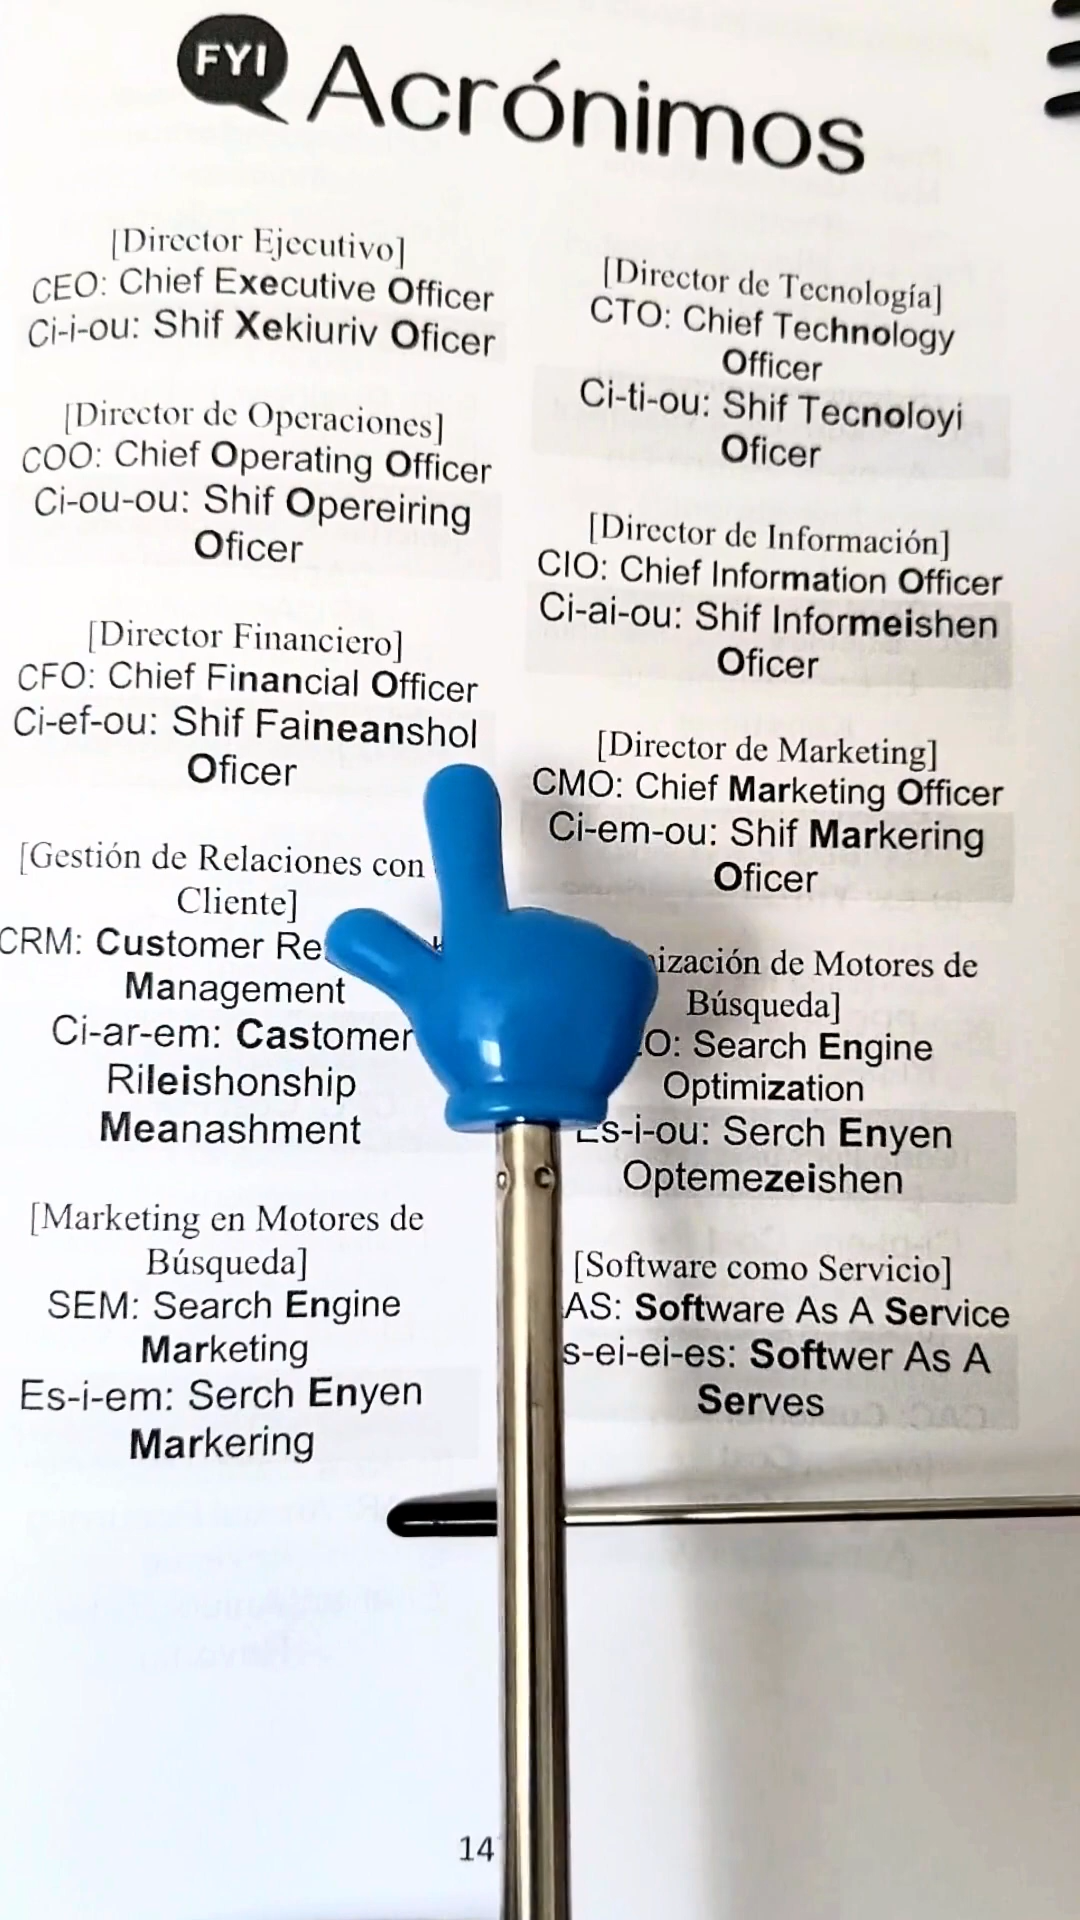 FYI Acrónimos
[Director Ejecutivo]
CEO: Chief Executive Officer
Ci-i-ou: Shif Xekiuriv Oficer
[Director de Operaciones]
COO: Chief Operating Officer
Ci-ou-ou: Shif Opereiring
Oficer
[Director Financiero]
CFO: Chief Financial Officer
Ci-ef-ou: Shif Faineanshol
Oficer
[Gestión de Relaciones con
Cliente]
CRM: Customer
Management
Ci-ar-em: Castomer
Rileishonship
Meanashment
[Marketing en Motores de
Búsqueda]
SEM: Search Engine
Marketing
Es-i-em: Serch Enyen
Markering
[Director de Tecnología]
CTO: Chief Technology
Officer
Ci-ti-ou: Shif Tecnoloyi
Oficer
[Director de Información]
CIO: Chief Information Officer
Ci-ai-ou: Shif Informeishen
Oficer
[Director de Marketing]
CMO: Chief Marketing Officer
Ci-em-ou: Shif Markering
Oficer
de Motores de
Búsqueda]
Search Engine
Optimization
Es-i-ou: Serch Enyen
Optemezeishen
[Software como Servicio]
Software As A Service
Softwer As A
Serves
14